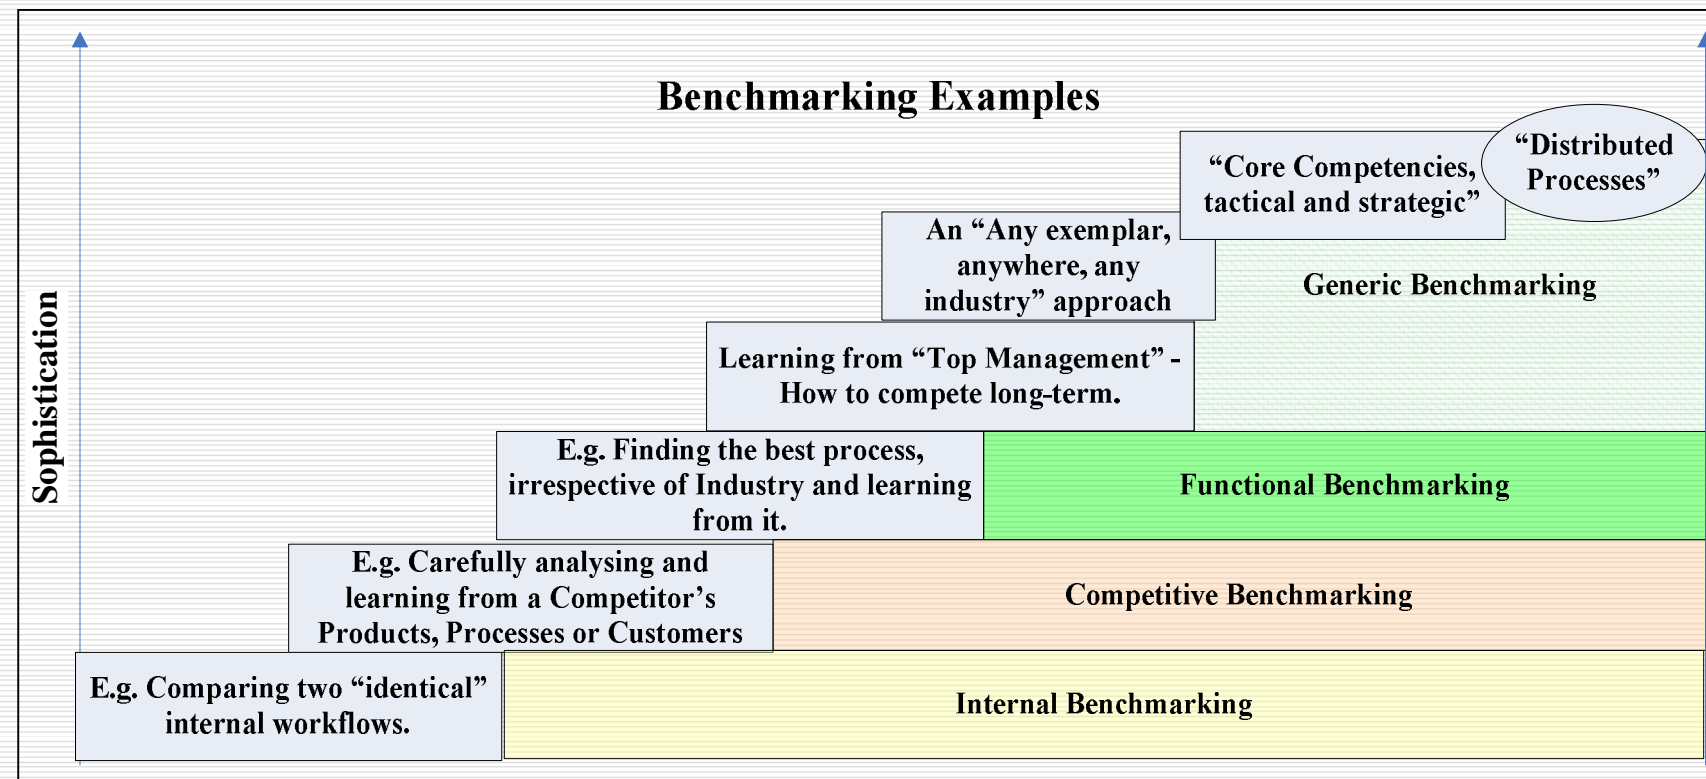 Benchmarking Examples
“Distributed
Processes”
“Core Competencies,
tactical and strategic”
An “Any exemplar,
anywhere, any
industry” approach
Generic Benchmarking
Sophistication
Learning from “Top Management” -
How to compete long-term.
E.g. Finding the best process,
irrespective of Industry and learning
from it.
Functional Benchmarking
E.g. Carefully analysing and
learning from a Competitor’s
Products, Processes or Customers
Competitive Benchmarking
E.g. Comparing two “identical”
internal workflows.
Internal Benchmarking